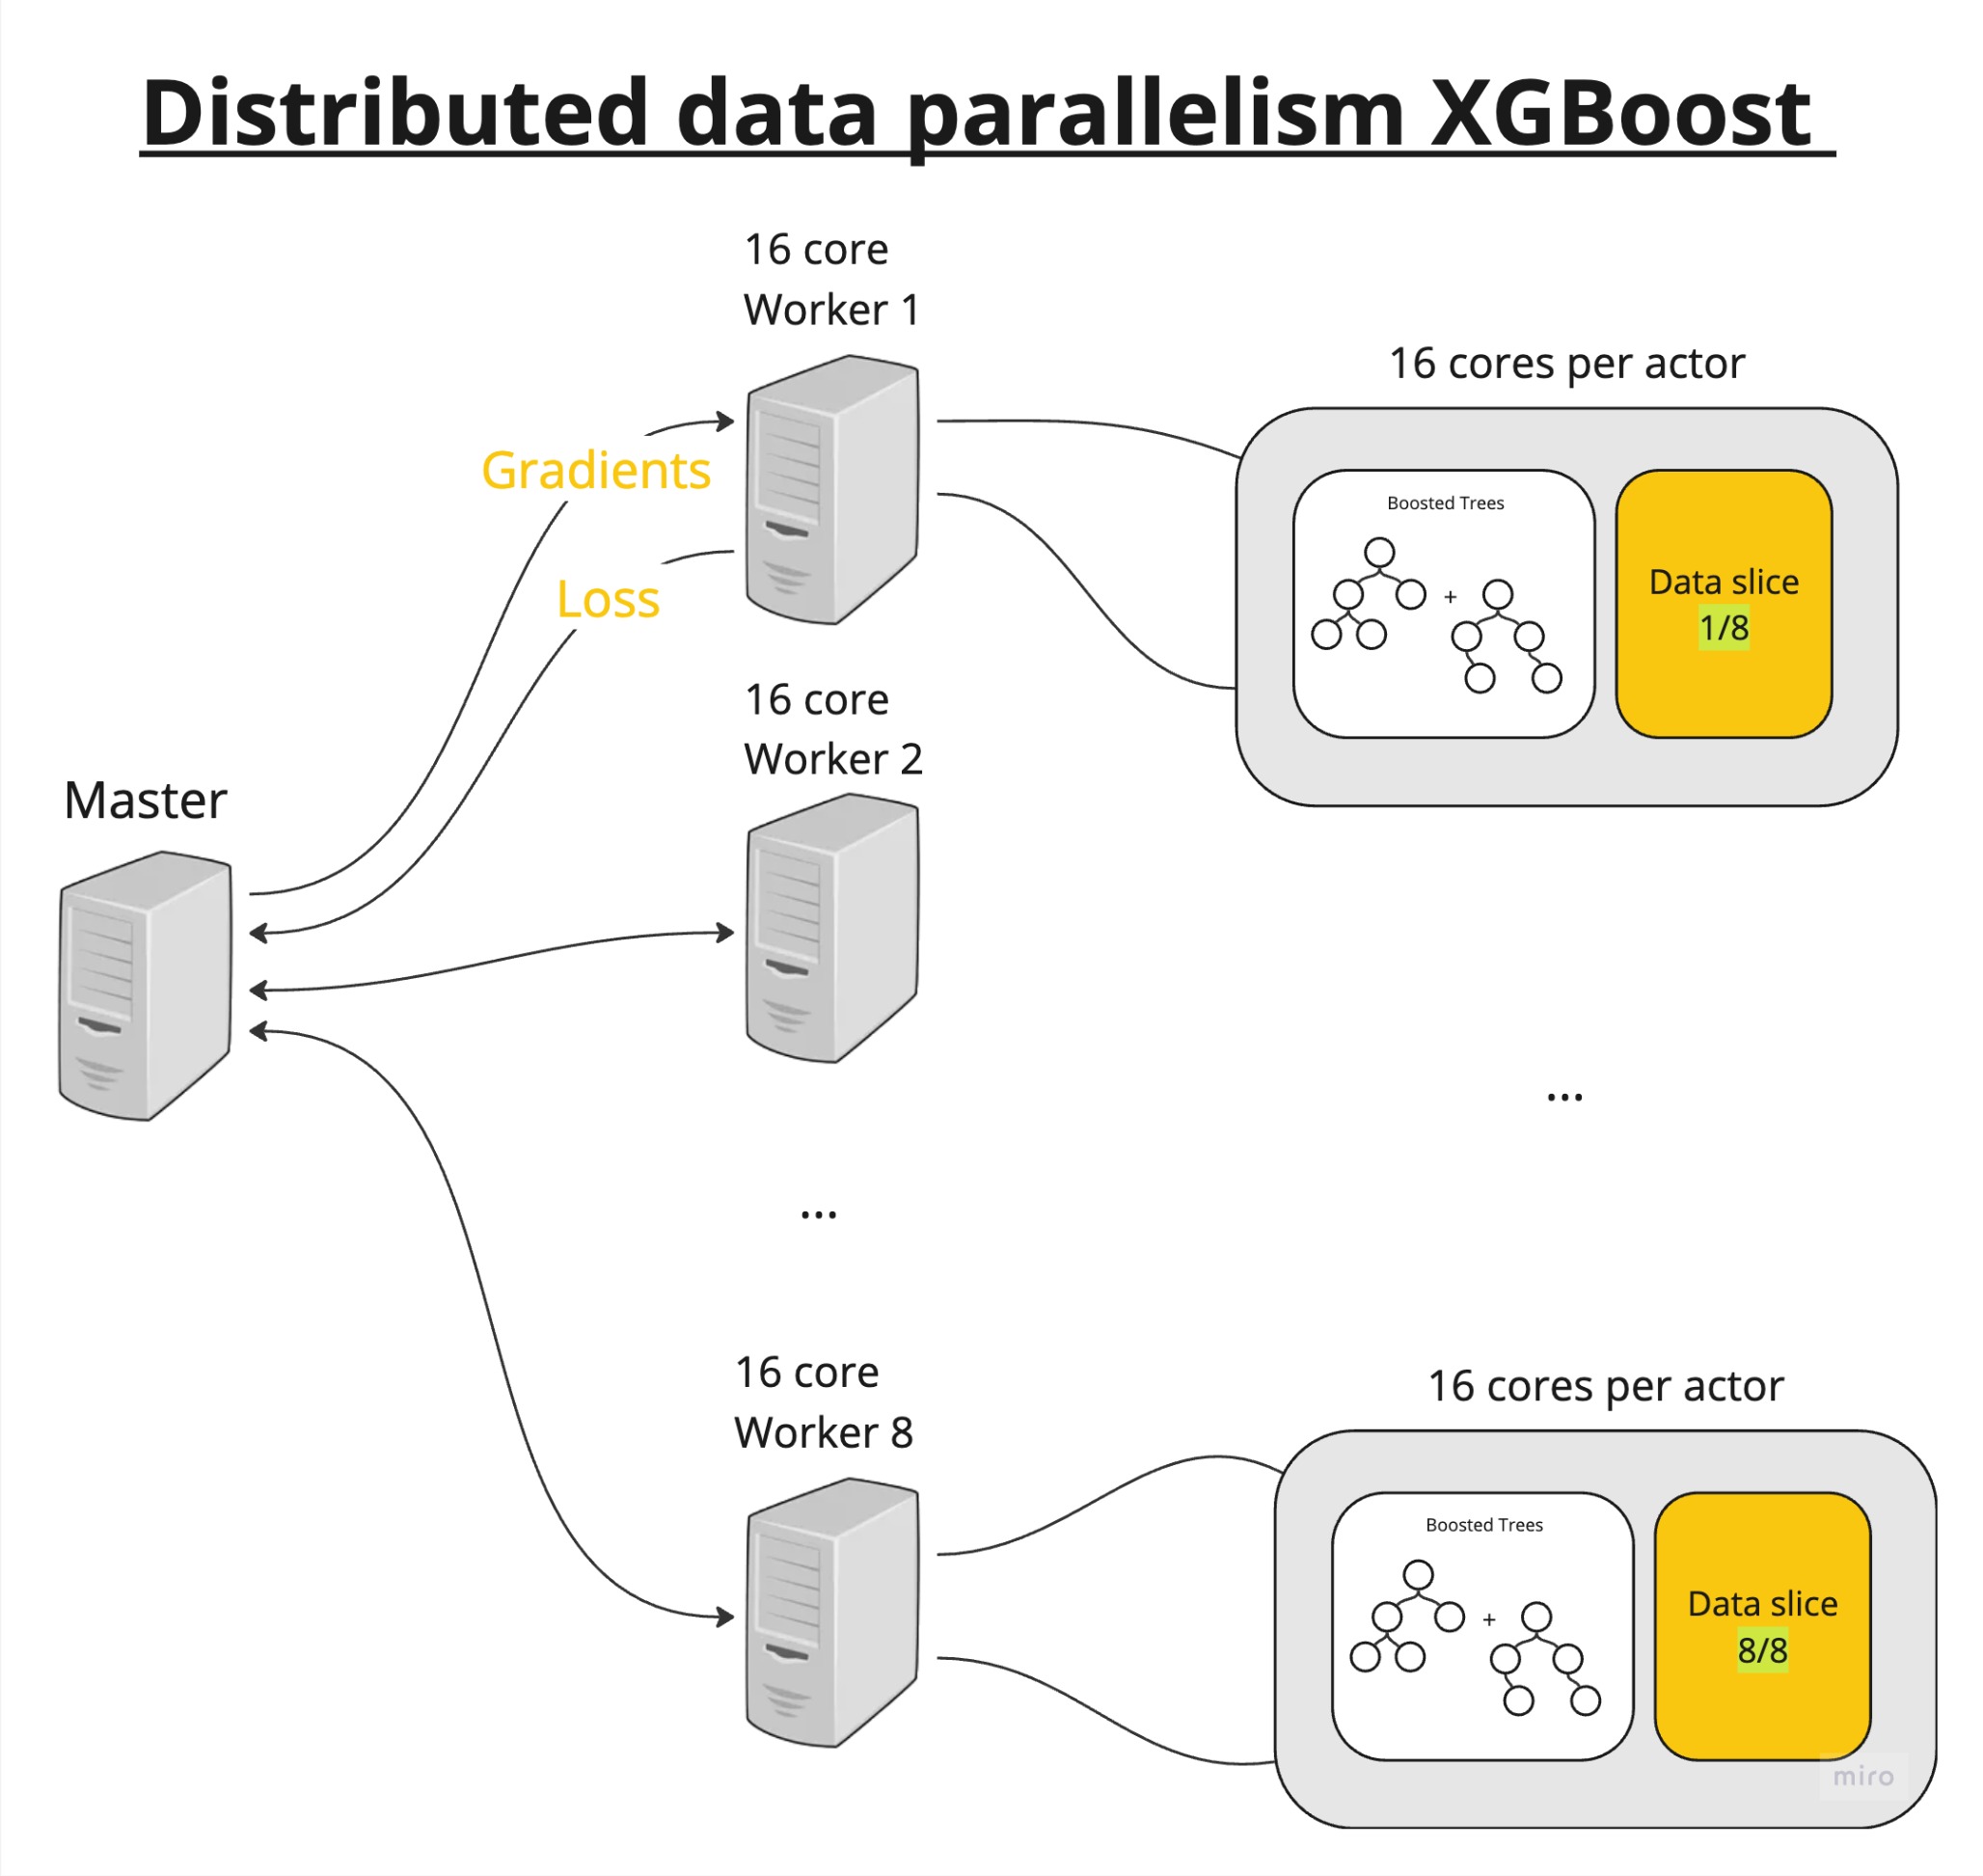 Distributed data parallelism XGBoost
16 core
Worker 1
16 cores per actor
Gradients
Boosted Trees
+
Data slice
1/8
Loss
16 core
Worker 2
Master
...
...
16 core
Worker 8
16 cores per actor
Boosted Trees
+
Data slice
8/8
miro